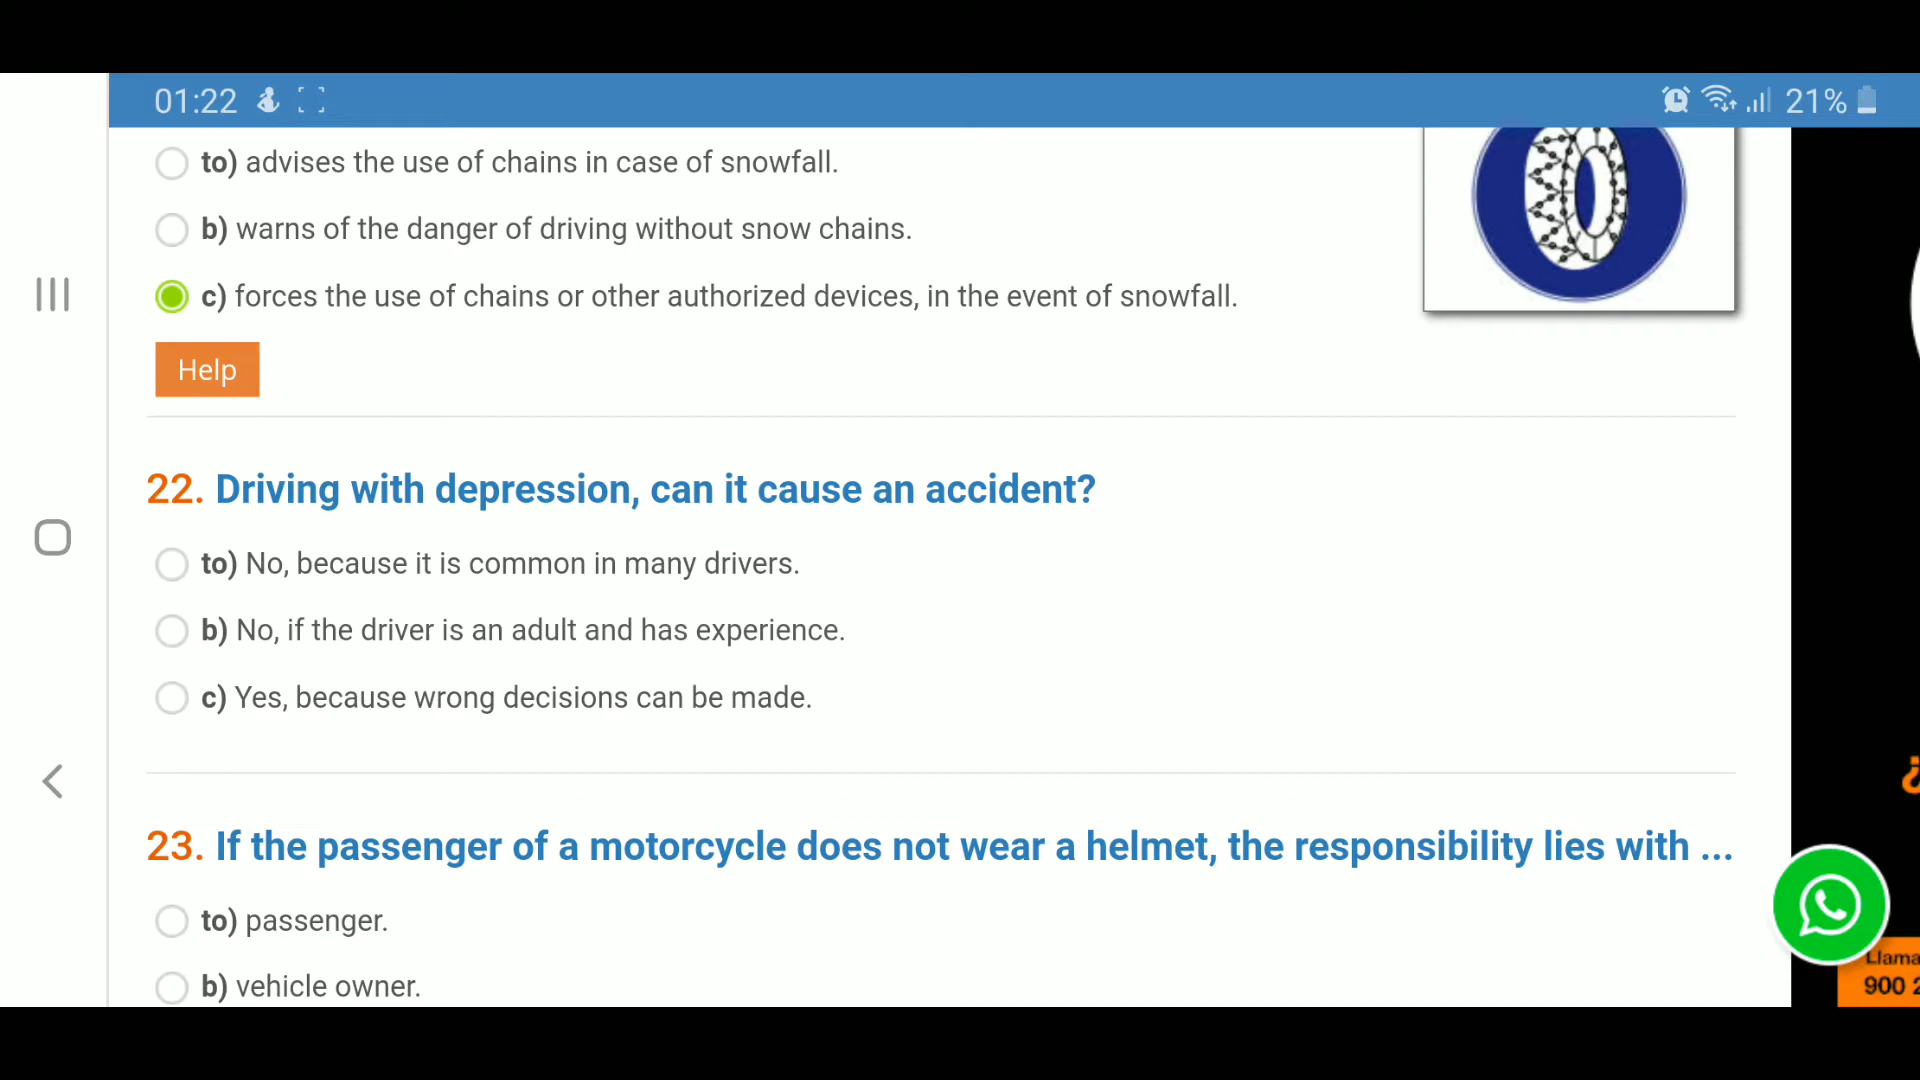 01:22
21%
to) advises the use of chains in case of snowfall.
b) warns of the danger of driving without snow chains.
c) forces the use of chains or other authorized devices, in the event of snowfall.
Help
22. Driving with depression, can it cause an accident?
to) No, because it is common in many drivers.
b) No, if the driver is an adult and has experience.
c) Yes, because wrong decisions can be made.
¿
23. If the passenger of a motorcycle does not wear a helmet, the responsibility lies with ...
to) passenger.
b) vehicle owner.
Llama
900 2